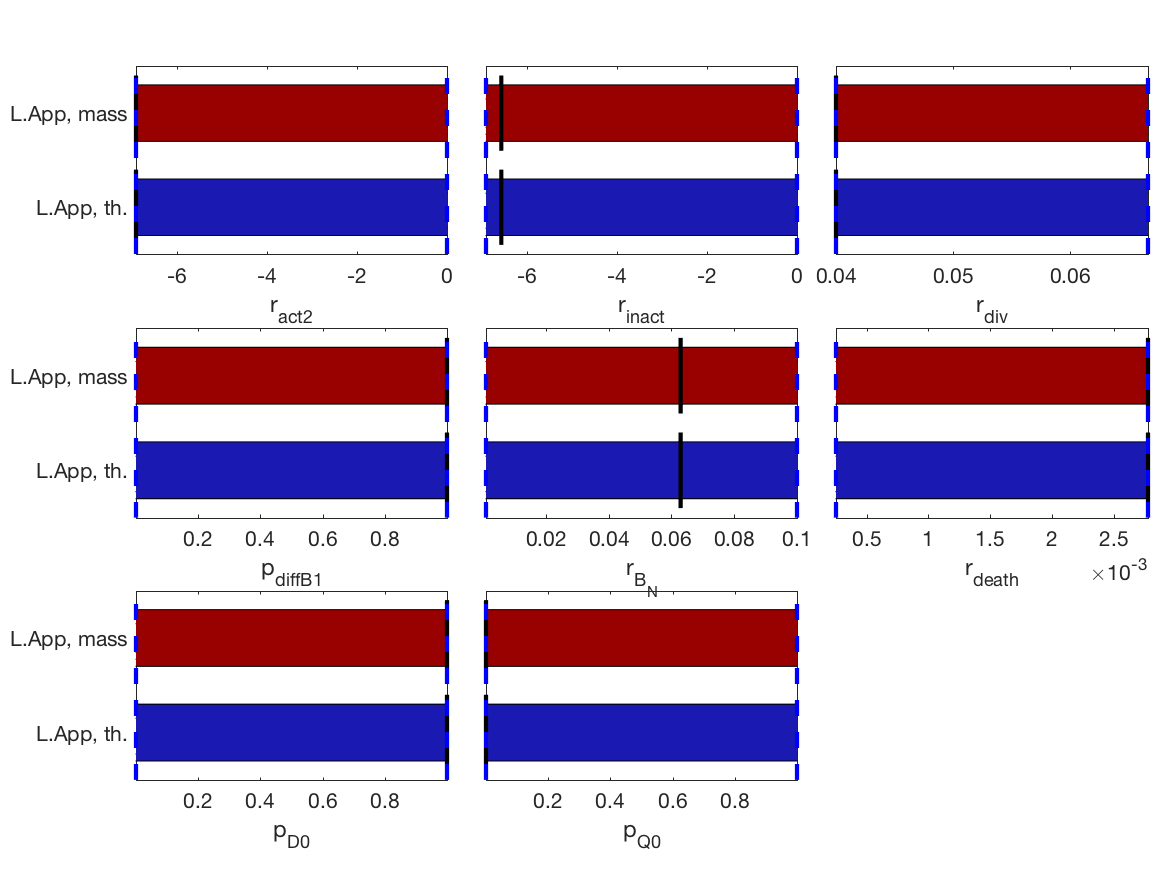 L.App, mass
L.App, th.
-6 -4 -2 0
r_act2
-6 -4 -2 0
r_inact
0.04 0.05 0.06
r_div
L.App, mass
L.App, th.
0.2 0.4 0.6 0.8
p_diffB1
0.02 0.04 0.06 0.08 0.1
r_B_N
0.5 1 1.5 2 2.5
×10^-3
r_death
L.App, mass
L.App, th.
0.2 0.4 0.6 0.8
p_D0
0.2 0.4 0.6 0.8
p_Q0